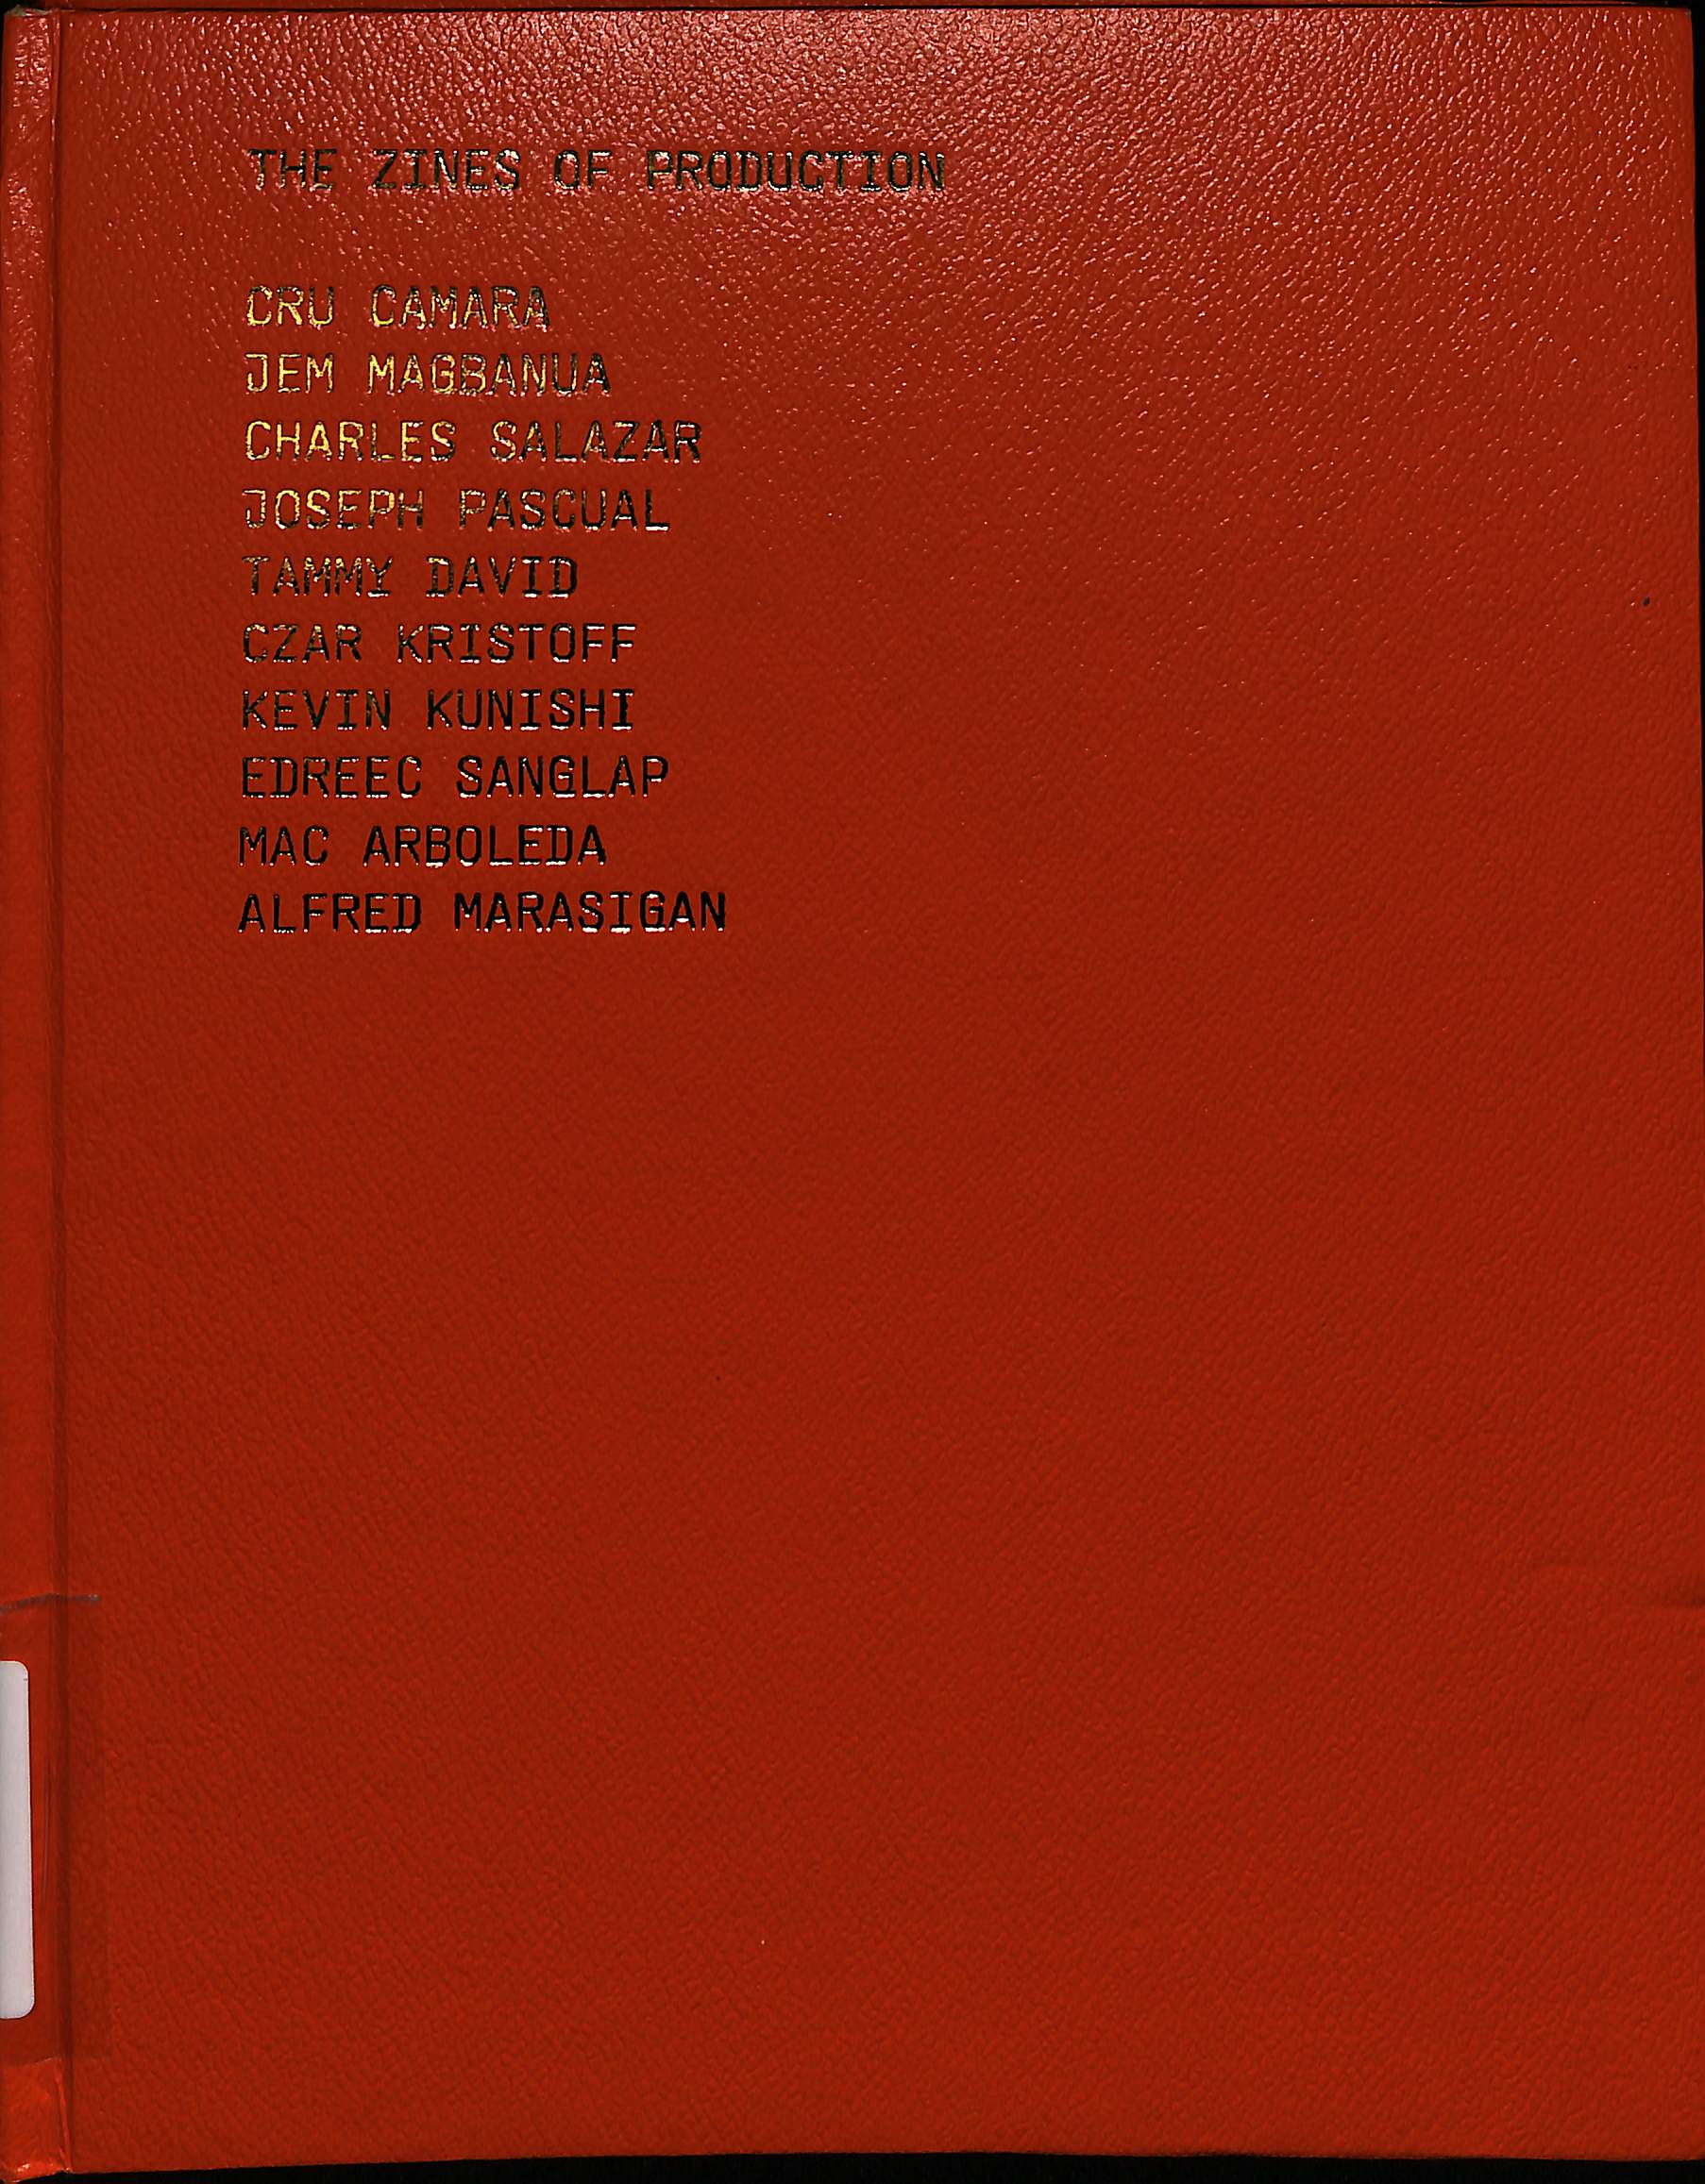 THE ZINES OF PRODUCTION
CRU CAMARA
JEM MAGBANUA
CHARLES SALAZAR
JOSEPH PASCUAL
TAMMY DAVID
CZAR KRISTOFF
KEVIN KUNISHI
EDREEC SANGLAP
MAC ARBOLEDA
ALFRED MARASIGAN